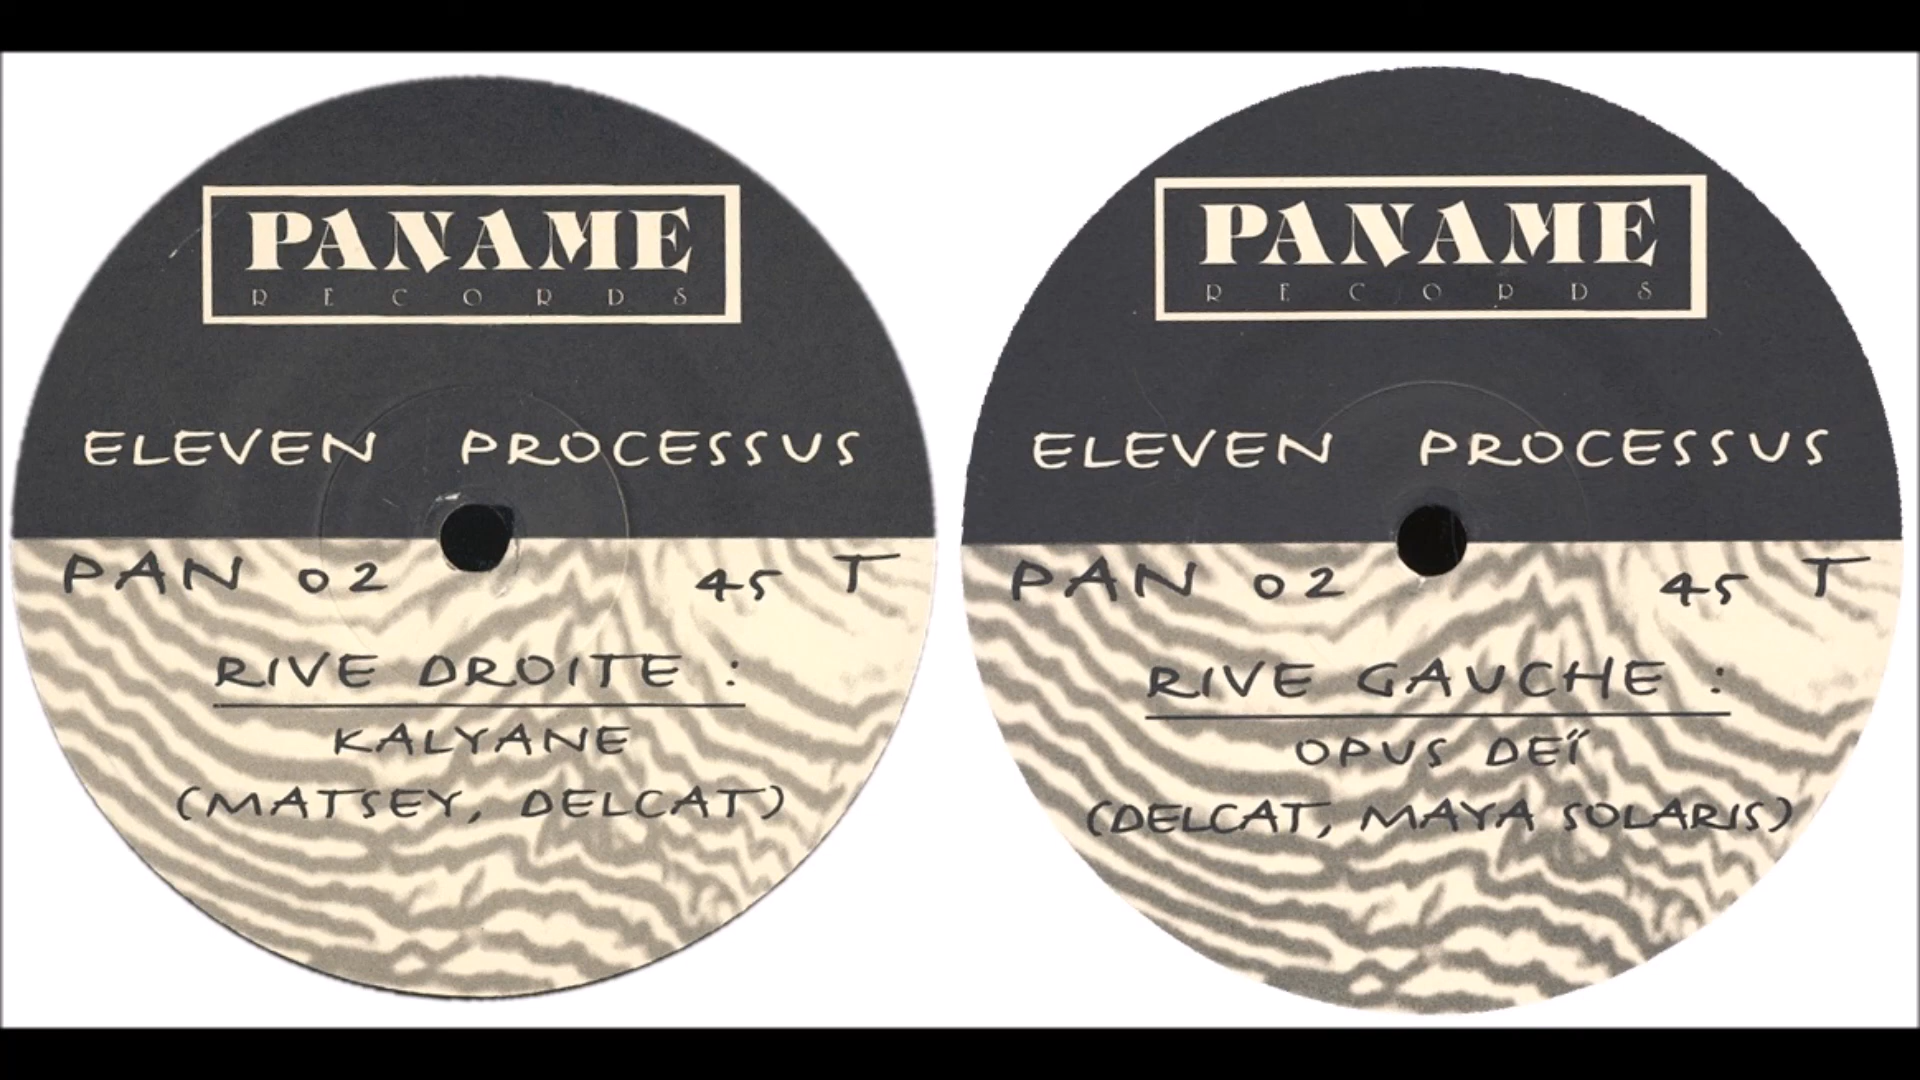 PANAME
RECORDS
ELEVEN PROCESSUS
PAN 02 45 T
RIVE DROITE :
KALYANE
(MATSEY, DELCAT)
PANAME
RECORDS
ELEVEN PROCESSUS
PAN 02 45 T
RIVE GAUCHE :
OPUS DEÏ
(DELCAT, MAYA SOLARIS)